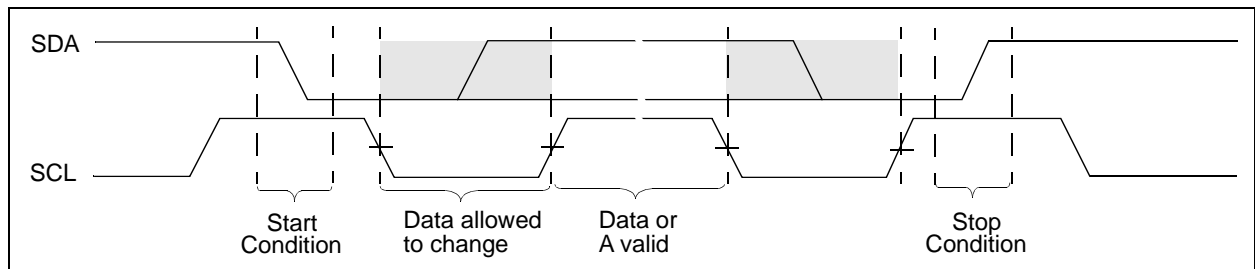 SDA
SCL
Start
Condition
Data allowed
to change
Data or
A valid
Stop
Condition